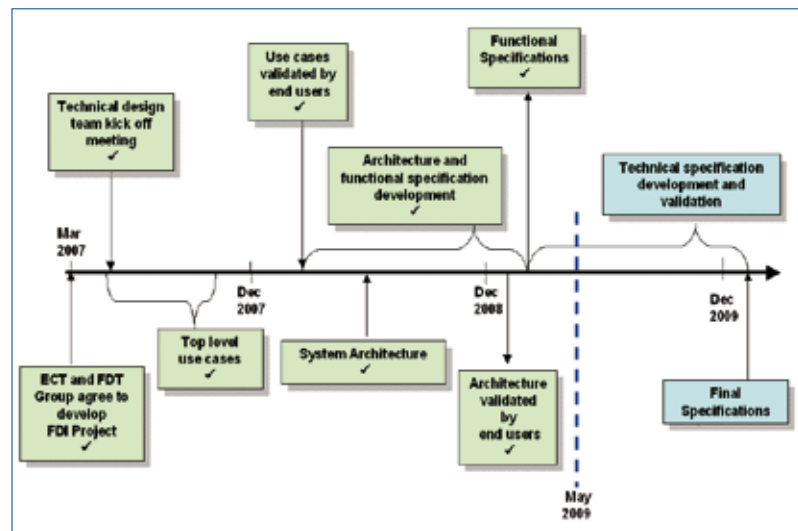 Functional
Specifications
✓
Use cases
validated by
end users
✓
Technical design
team kick off
meeting
✓
Architecture and
functional specification
development
✓
Technical specification
development and
validation
Mar
2007
Dec
2007
Dec
2008
Dec
2009
Top level
use cases
✓
System Architecture
✓
ECT and FDT
Group agree to
develop
FDI Project
✓
Architecture
validated
by
end users
✓
Final
Specifications
May
2009